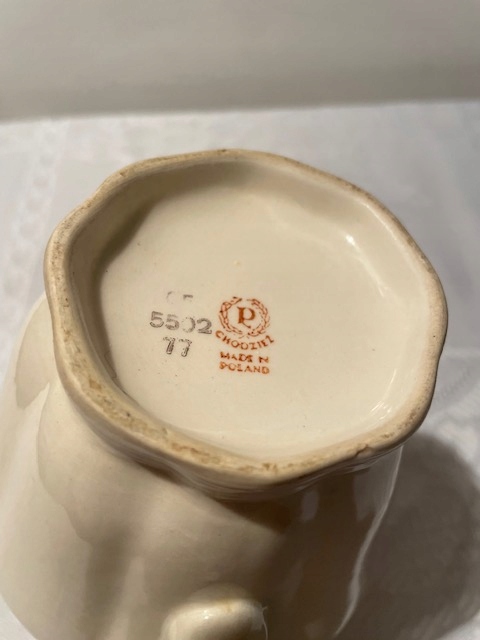 5502
77
P
CHODZIEŻ
MADE IN
POLAND